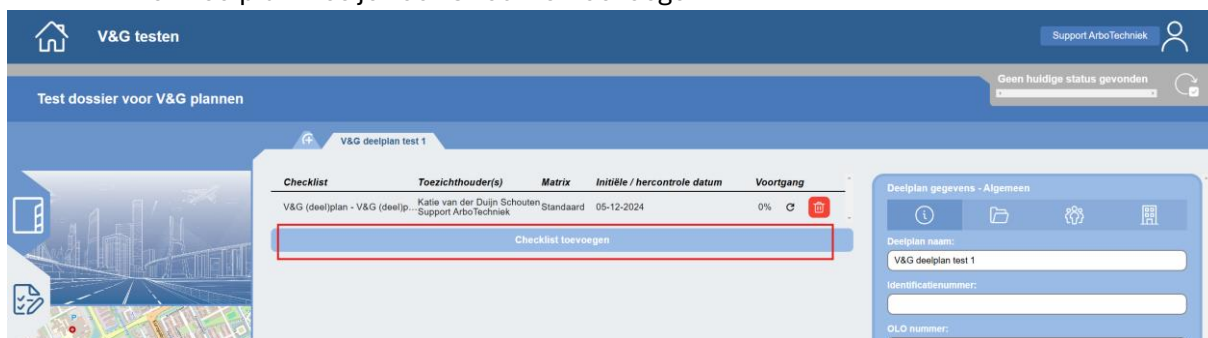 V&G testen
Support ArboTechniek
Geen huidige status gevonden
Test dossier voor V&G plannen
V&G deelplan test 1
Checklist Toezichthouder(s) Matrix Initiële / hercontrole datum Voortgang
V&G (deel)plan - V&G (deel)p... Katie van der Duijn Schouten Standaard 05-12-2024 0%
Support ArboTechniek
Checklist toevoegen
Deelplan gegevens - Algemeen
Deelplan naam:
V&G deelplan test 1
Identificatienummer:
OLO nummer: